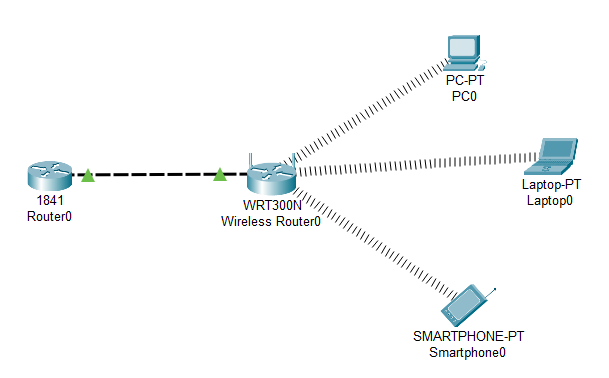 PC-PT
PC0
Laptop-PT
Laptop0
1841
Router0
WRT300N
Wireless Router0
SMARTPHONE-PT
Smartphone0